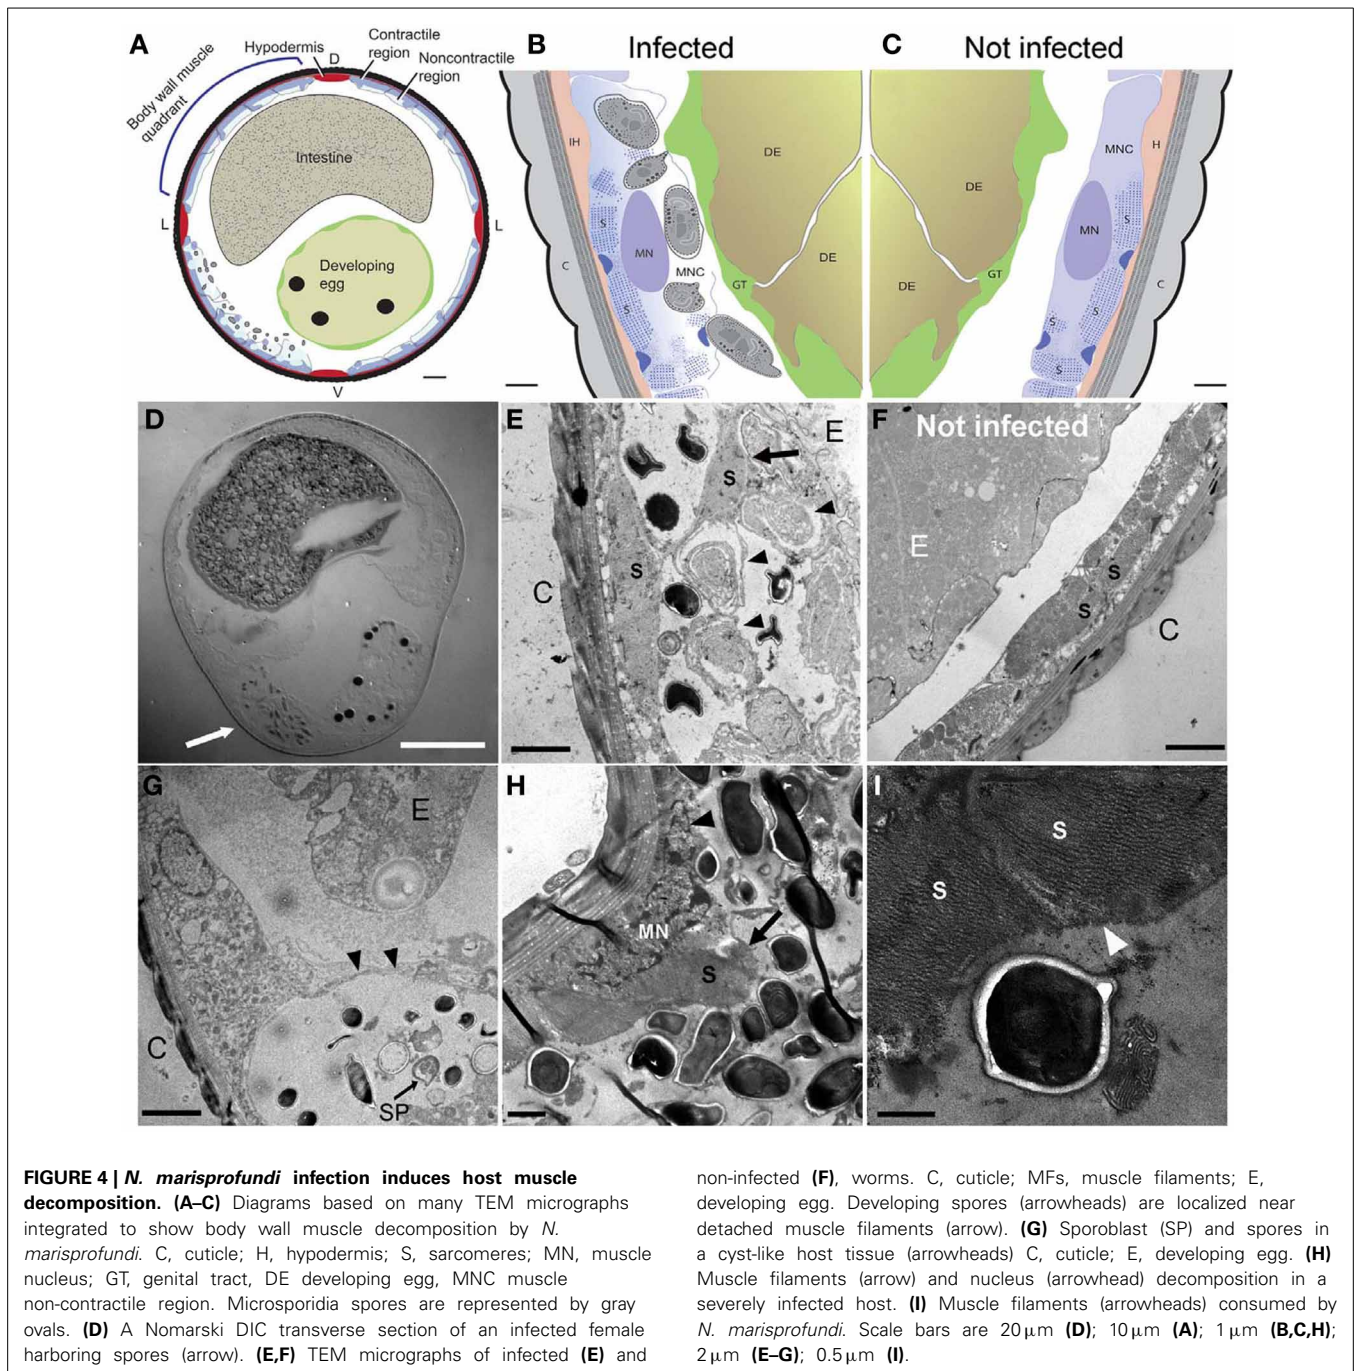 A
Hypodermis
D
Contractile
region
Noncontractile
region
Body wall muscle
quadrant
Intestine
L
L
Developing
egg
V
B
Infected
IH
S
MN
MNC
C
S
GT
DE
DE
C
Not infected
DE
DE
GT
MNC
H
S
MN
C
S
S
S
D
E
E
S
S
C
F
Not infected
E
S
S
C
G
E
C
SP
H
MN
S
I
S
S
FIGURE 4 | N. marisprofundi infection induces host muscle
decomposition. (A–C) Diagrams based on many TEM micrographs
integrated to show body wall muscle decomposition by N.
marisprofundi. C, cuticle; H, hypodermis; S, sarcomeres; MN, muscle
nucleus; GT, genital tract, DE developing egg, MNC muscle
non-contractile region. Microsporidia spores are represented by gray
ovals. (D) A Nomarski DIC transverse section of an infected female
harboring spores (arrow). (E,F) TEM micrographs of infected (E) and
non-infected (F), worms. C, cuticle; MFs, muscle filaments; E,
developing egg. Developing spores (arrowheads) are localized near
detached muscle filaments (arrow). (G) Sporoblast (SP) and spores in
a cyst-like host tissue (arrowheads) C, cuticle; E, developing egg. (H)
Muscle filaments (arrow) and nucleus (arrowhead) decomposition in a
severely infected host. (I) Muscle filaments (arrowheads) consumed by
N. marisprofundi. Scale bars are 20 μm (D); 10 μm (A); 1 μm (B,C,H);
2 μm (E–G); 0.5 μm (I).